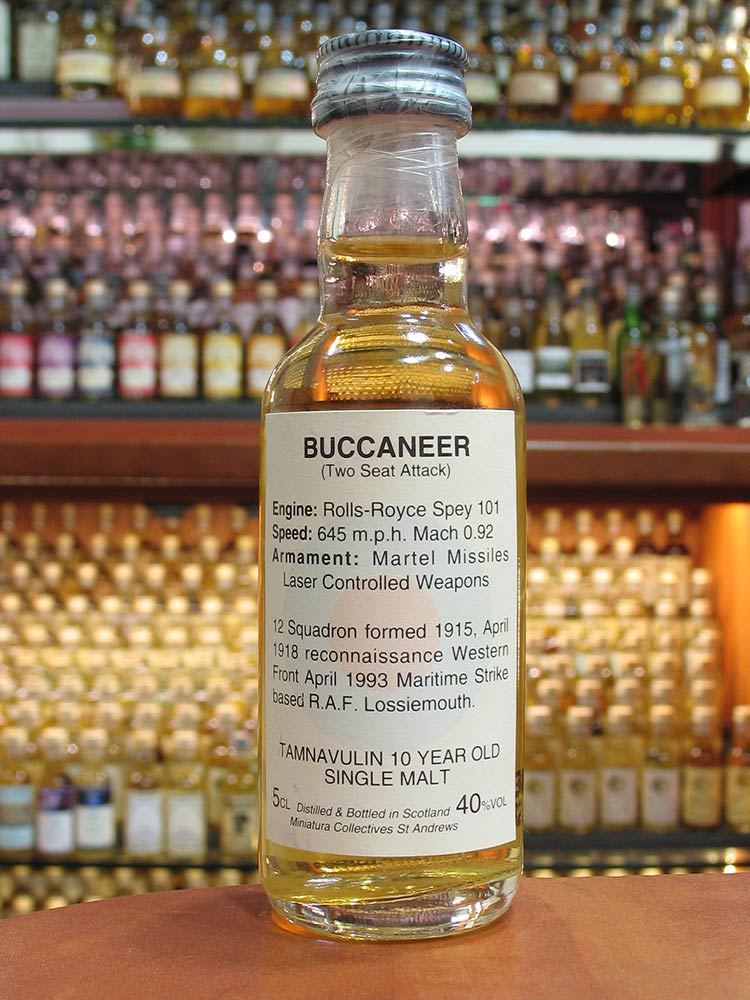 BUCCANEER
(Two Seat Attack)
Engine: Rolls-Royce Spey 101
Speed: 645 m.p.h. Mach 0.92
Armament: Martel Missiles
Laser Controlled Weapons
12 Squadron formed 1915, April
1918 reconnaissance Western
Front April 1993 Maritime Strike
based R.A.F. Lossiemouth.
TAMNAVULIN 10 YEAR OLD
SINGLE MALT
5CL Distilled & Bottled in Scotland 40%VOL
Miniatura Collectives St Andrews